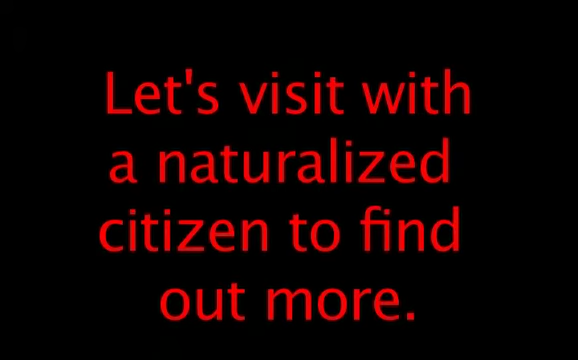 Let's visit with
a naturalized
citizen to find
out more.